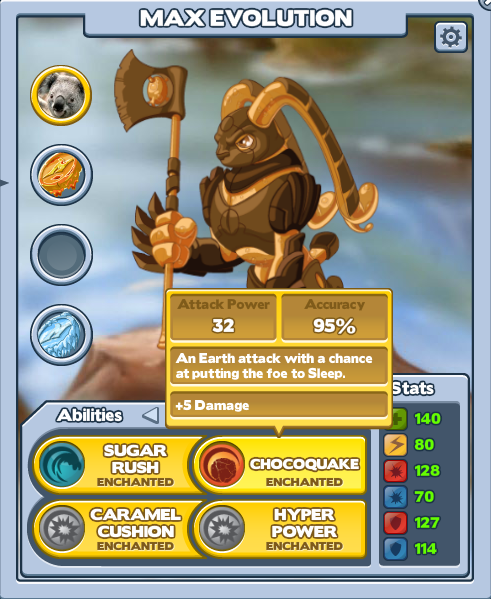 MAX EVOLUTION
Attack Power
Accuracy
32
95%
An Earth attack with a chance
at putting the foe to Sleep.
+5 Damage
Stats
Abilities
140
80
128
70
127
114
SUGAR
RUSH
ENCHANTED
CHOCOQUAKE
ENCHANTED
CARAMEL
CUSHION
ENCHANTED
HYPER
POWER
ENCHANTED